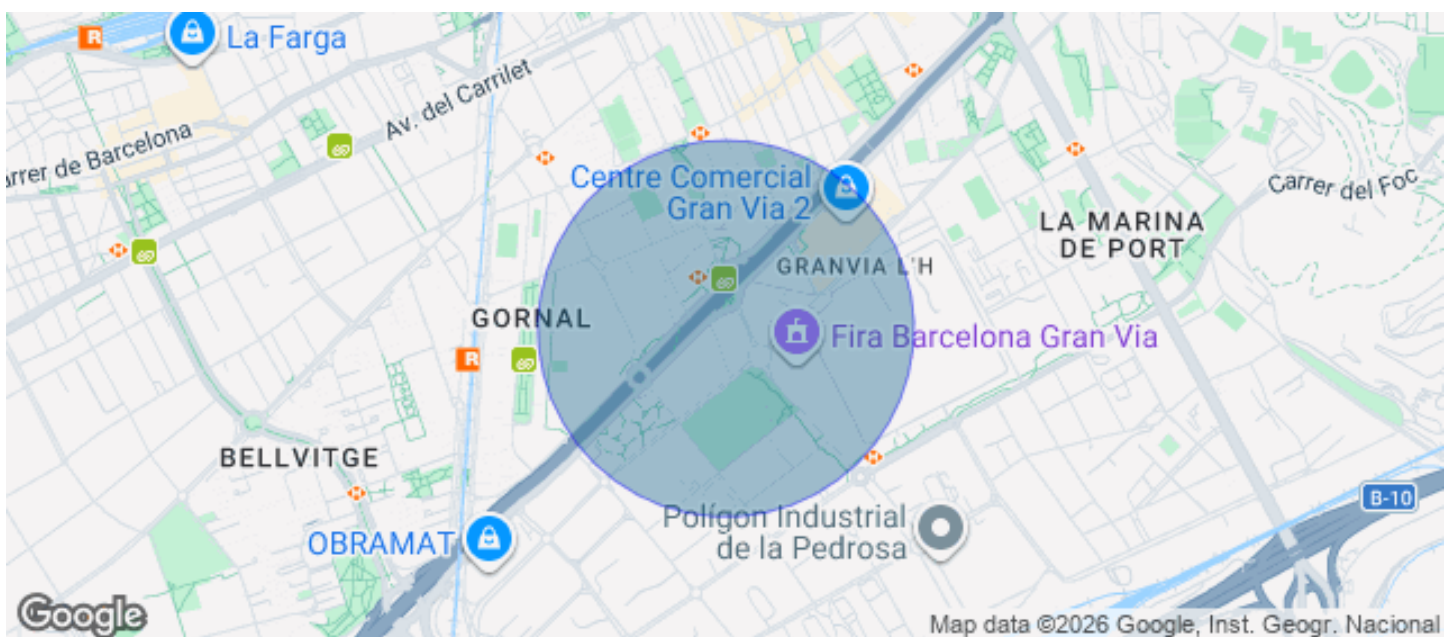 La Farga
Av. del Carrilet
arrer de Barcelona
Centre Comercial
Gran Via 2
Carrer del Foc
LA MARINA
DE PORT
GRANVIA L'H
GORNAL
Fira Barcelona Gran Via
BELLVITGE
B-10
Polígon Industrial
de la Pedrosa
OBRAMAT
Google
Map data ©2026 Google, Inst. Geogr. Nacional
R
R